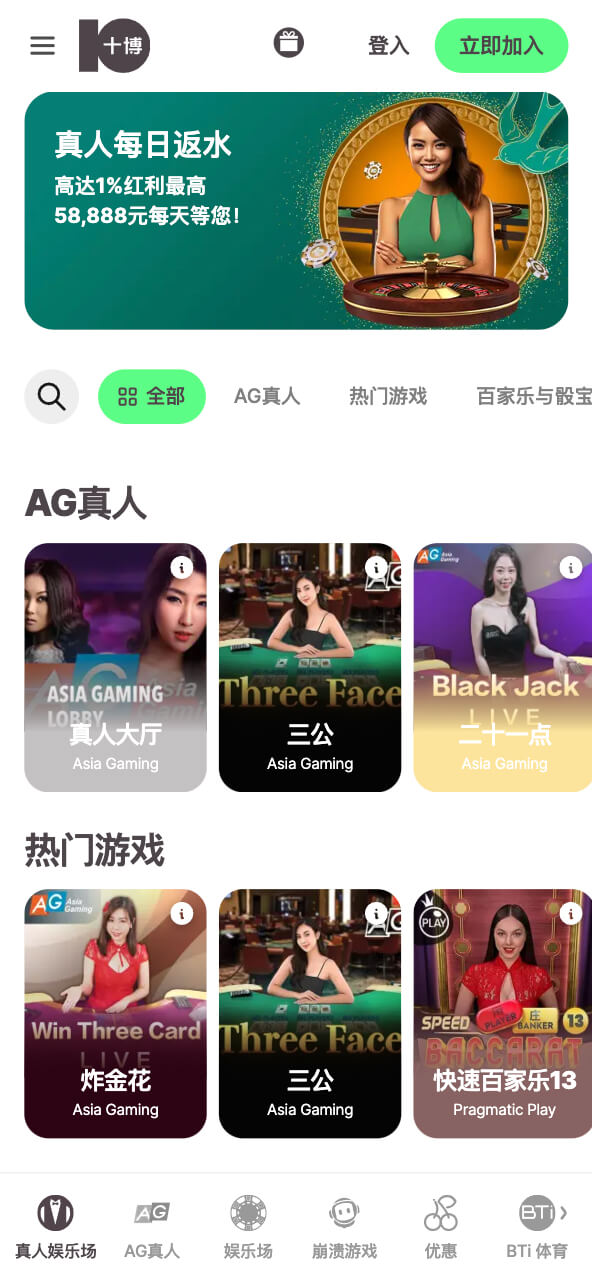 十博
登入
立即加入
真人每日返水
高达1%红利最高
58,888元每天等您!
全部
AG真人
热门游戏
百家乐与骰宝
AG真人
ASIA GAMING
LOBBY
真人大厅
Asia Gaming
Three Face
三公
Asia Gaming
AG Asia Gaming
Black Jack
LIVE
二十一点
Asia Gaming
热门游戏
AG Asia Gaming
Win Three Card
LIVE
炸金花
Asia Gaming
Three Face
三公
Asia Gaming
PLAY
SPEED
PLAYER
庄
BANKER
13
BACCARAT
快速百家乐13
Pragmatic Play
真人娱乐场
AG
AG真人
娱乐场
崩溃游戏
优惠
BTi
BTi 体育